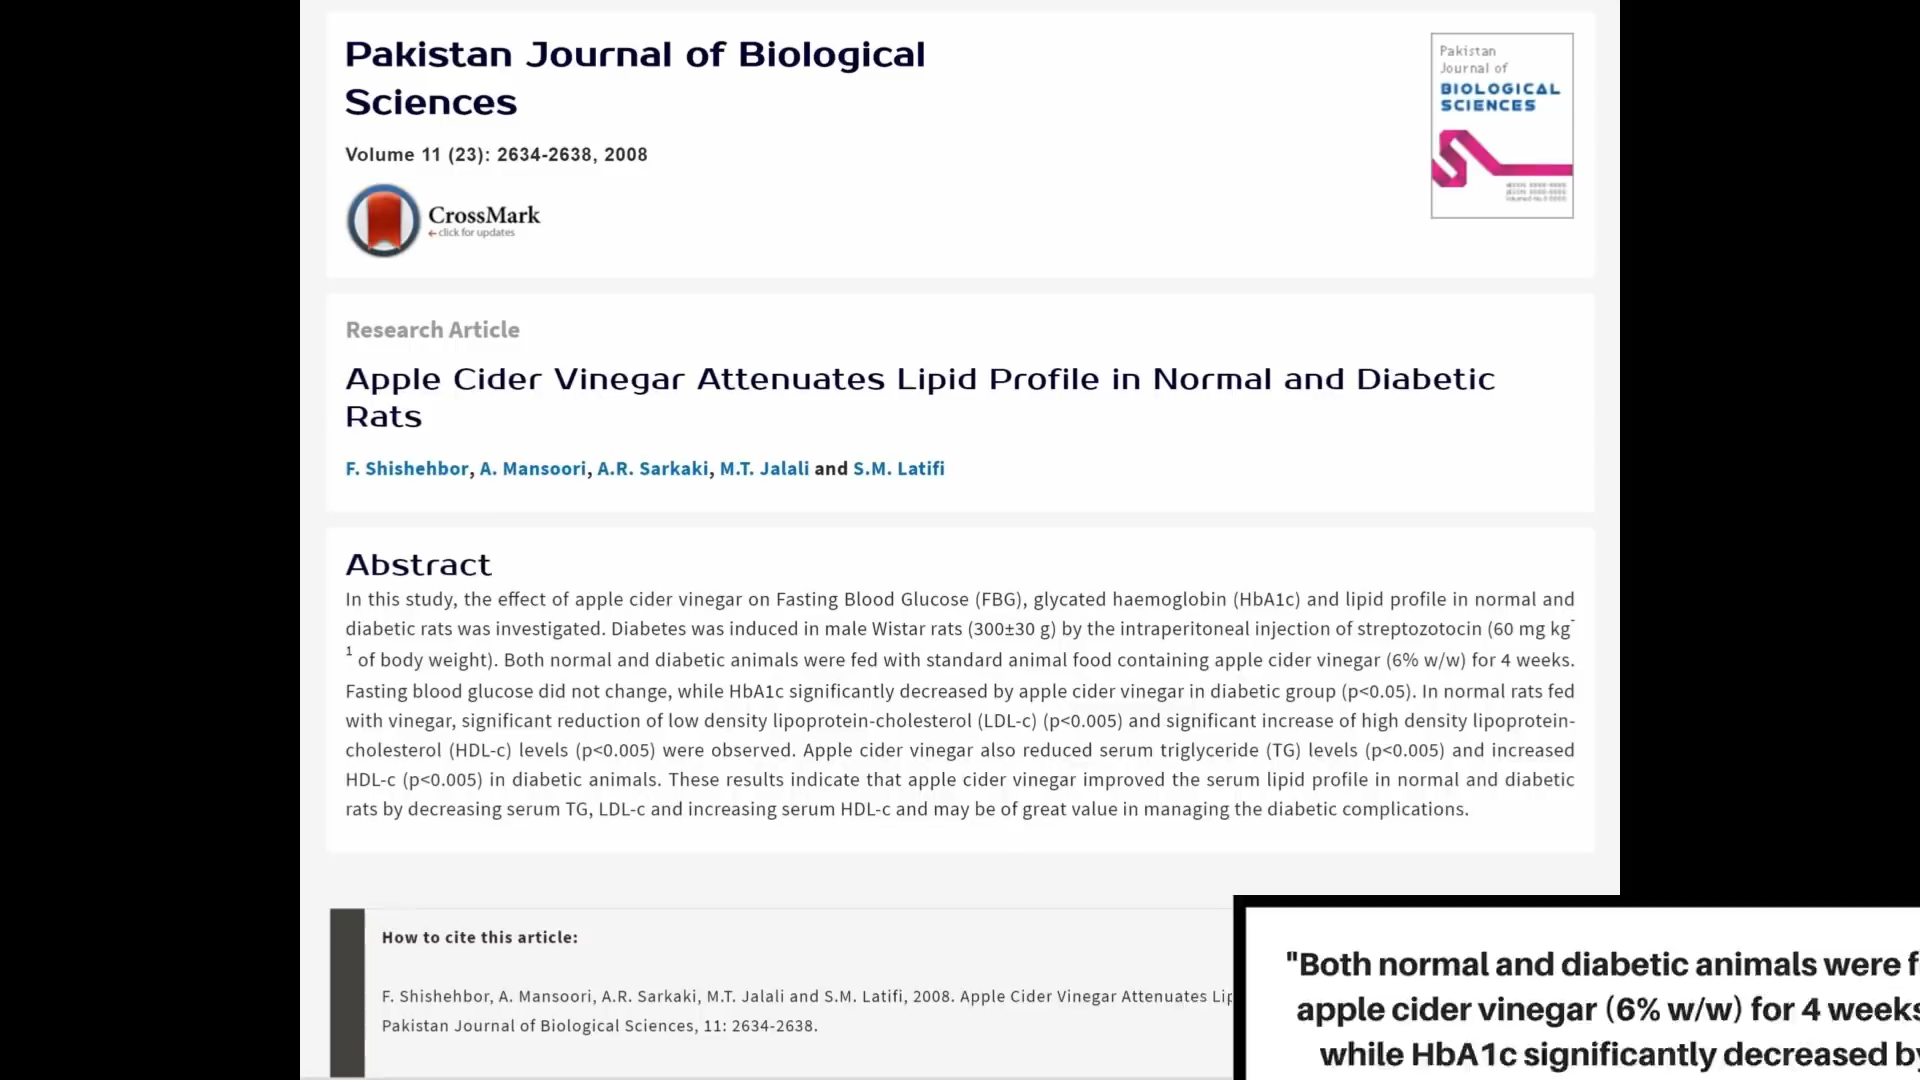 Pakistan Journal of Biological
Sciences
Volume 11 (23): 2634-2638, 2008
CrossMark
click for updates
Pakistan
Journal of
BIOLOGICAL
SCIENCES
Research Article
Apple Cider Vinegar Attenuates Lipid Profile in Normal and Diabetic
Rats
F. Shishehbor, A. Mansoori, A.R. Sarkaki, M.T. Jalali and S.M. Latifi
Abstract
In this study, the effect of apple cider vinegar on Fasting Blood Glucose (FBG), glycated haemoglobin (HbA1c) and lipid profile in normal and
diabetic rats was investigated. Diabetes was induced in male Wistar rats (300±30 g) by the intraperitoneal injection of streptozotocin (60 mg kg-
1 of body weight). Both normal and diabetic animals were fed with standard animal food containing apple cider vinegar (6% w/w) for 4 weeks.
Fasting blood glucose did not change, while HbA1c significantly decreased by apple cider vinegar in diabetic group (p<0.05). In normal rats fed
with vinegar, significant reduction of low density lipoprotein-cholesterol (LDL-c) (p<0.005) and significant increase of high density lipoprotein-
cholesterol (HDL-c) levels (p<0.005) were observed. Apple cider vinegar also reduced serum triglyceride (TG) levels (p<0.005) and increased
HDL-c (p<0.005) in diabetic animals. These results indicate that apple cider vinegar improved the serum lipid profile in normal and diabetic
rats by decreasing serum TG, LDL-c and increasing serum HDL-c and may be of great value in managing the diabetic complications.
How to cite this article:
F. Shishehbor, A. Mansoori, A.R. Sarkaki, M.T. Jalali and S.M. Latifi, 2008. Apple Cider Vinegar Attenuates Lip
Pakistan Journal of Biological Sciences, 11: 2634-2638.
"Both normal and diabetic animals were f
apple cider vinegar (6% w/w) for 4 weeks
while HbA1c significantly decreased by